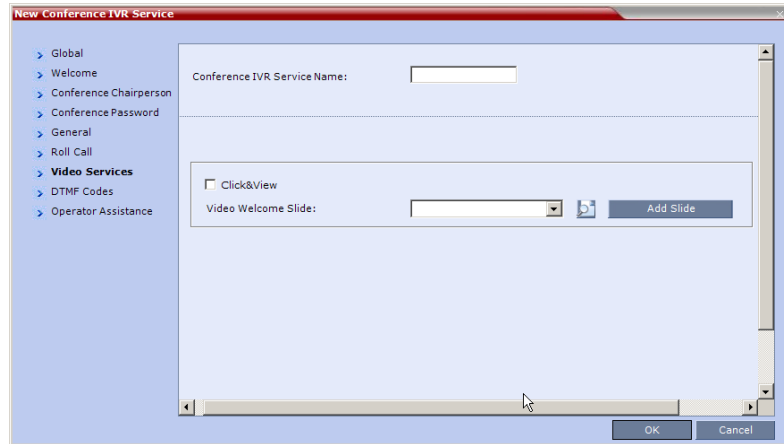 New Conference IVR Service
Global
Welcome
Conference Chairperson
Conference Password
General
Roll Call
Video Services
DTMF Codes
Operator Assistance
Conference IVR Service Name:
Click&View
Video Welcome Slide:
Add Slide
OK
Cancel